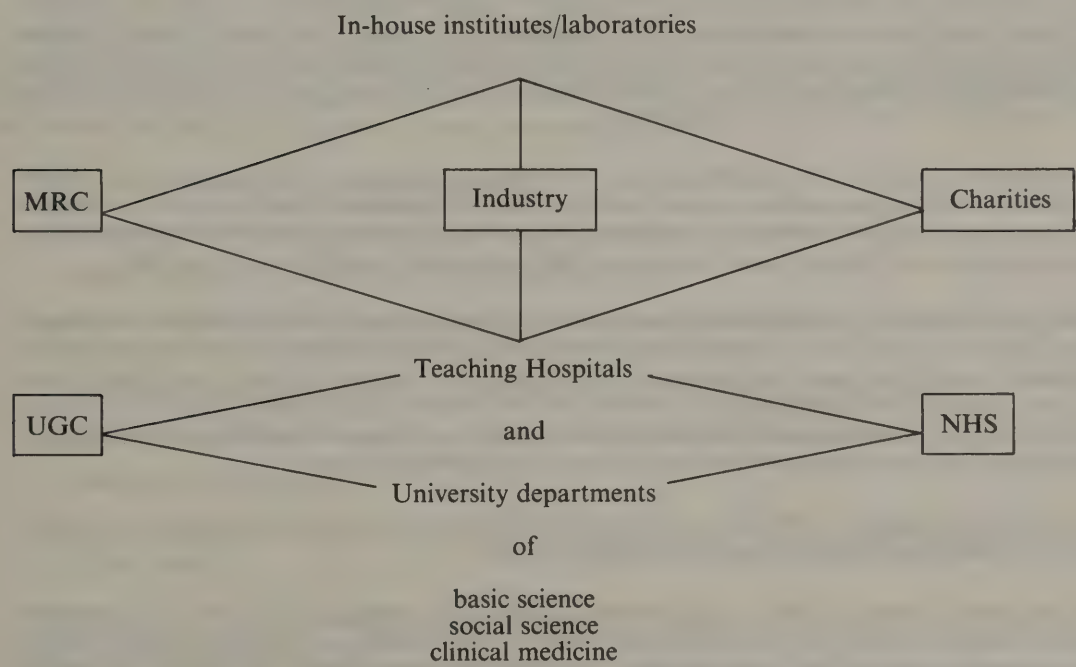 In-house institiutes/laboratories
MRC
Industry
Charities
Teaching Hospitals
UGC
and
NHS
University departments
of
basic science
social science
clinical medicine